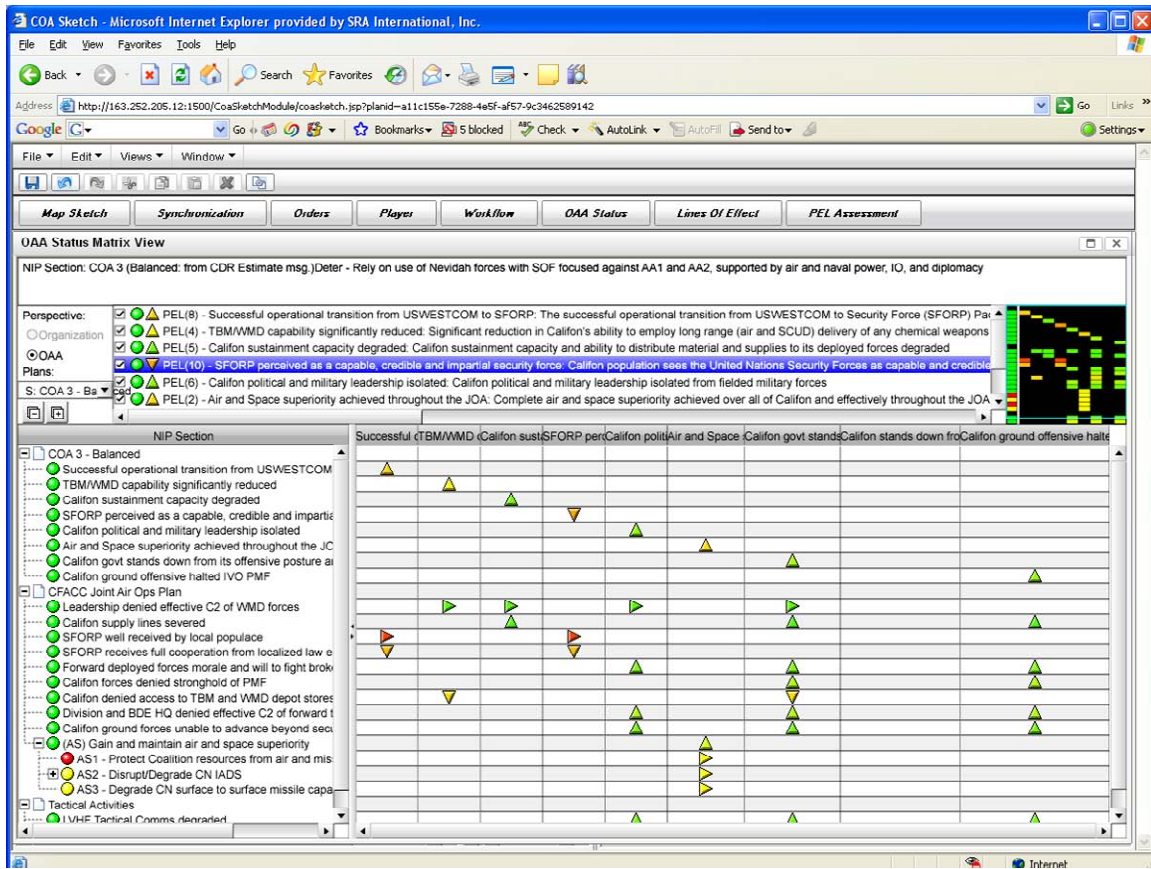 COA Sketch - Microsoft Internet Explorer provided by SRA International, Inc.
File Edit View Favorites Tools Help
Back Search Favorites
Address http://163.252.205.12:1500/CoaSketchModule/coasketch.jsp?planid=a11c155e-7288-4e5f-af57-9c3462589142 Go Links »
Google G Go Bookmarks 5 blocked ABC Check AutoLink AutoFill Send to Settings
File Edit Views Window
Map Sketch Synchronization Orders Player Workflow OAA Status Lines Of Effect PEL Assessment
OAA Status Matrix View
NIP Section: COA 3 (Balanced: from CDR Estimate msg.)Deter - Rely on use of Nevidah forces with SOF focused against AA1 and AA2, supported by air and naval power, IO, and diplomacy
Perspective:
Organization
OAA
Plans:
S: COA 3 - Ba
PEL(8) - Successful operational transition from USWESTCOM to SFORP: The successful operational transition from USWESTCOM to Security Force (SFORP) Pac
PEL(4) - TBM/WMD capability significantly reduced: Significant reduction in Califon's ability to employ long range (air and SCUD) delivery of any chemical weapons
PEL(5) - Califon sustainment capacity degraded: Califon sustainment capacity and ability to distribute material and supplies to its deployed forces degraded
PEL(10) - SFORP perceived as a capable, credible and impartial security force: Califon population sees the United Nations Security Forces as capable and credible
PEL(6) - Califon political and military leadership isolated: Califon political and military leadership isolated from fielded military forces
PEL(2) - Air and Space superiority achieved throughout the JOA: Complete air and space superiority achieved over all of Califon and effectively throughout the JOA
NIP Section Successful TBM/WMD Califon sust SFORP perc Califon politi Air and Space Califon govt stands Califon stands down fro Califon ground offensive halte
COA 3 - Balanced
Successful operational transition from USWESTCOM
TBM/WMD capability significantly reduced
Califon sustainment capacity degraded
SFORP perceived as a capable, credible and impartia
Califon political and military leadership isolated
Air and Space superiority achieved throughout the JC
Califon govt stands down from its offensive posture a
Califon ground offensive halted IVO PMF
CFACC Joint Air Ops Plan
Leadership denied effective C2 of WMD forces
Califon supply lines severed
SFORP well received by local populace
SFORP receives full cooperation from localized law e
Forward deployed forces morale and will to fight brok
Califon forces denied stronghold of PMF
Califon denied access to TBM and WMD depot stores
Division and BDE HQ denied effective C2 of forward t
Califon ground forces unable to advance beyond secu
(AS) Gain and maintain air and space superiority
AS1 - Protect Coalition resources from air and mis
AS2 - Disrupt/Degrade CN IADS
AS3 - Degrade CN surface to surface missile capa
Tactical Activities
LVHF Tactical Comms degraded
Internet